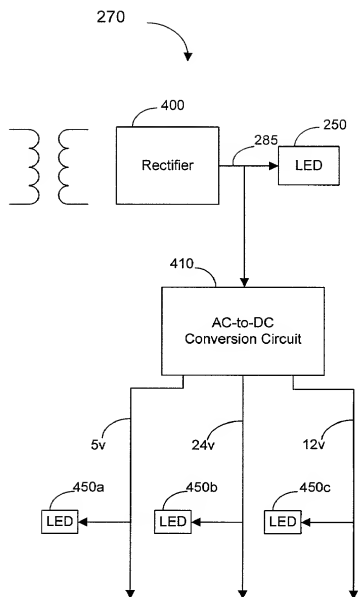 270
400
Rectifier
285
250
LED
410
AC-to-DC
Conversion Circuit
5v
24v
12v
450a
LED
450b
LED
450c
LED